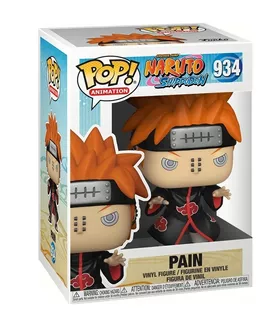 POP!
ANIMATION
NARUTO
SHIPPUDEN
934
PAIN
VINYL FIGURE / FIGURINE EN VINYLE
FIGURA DE VINIL